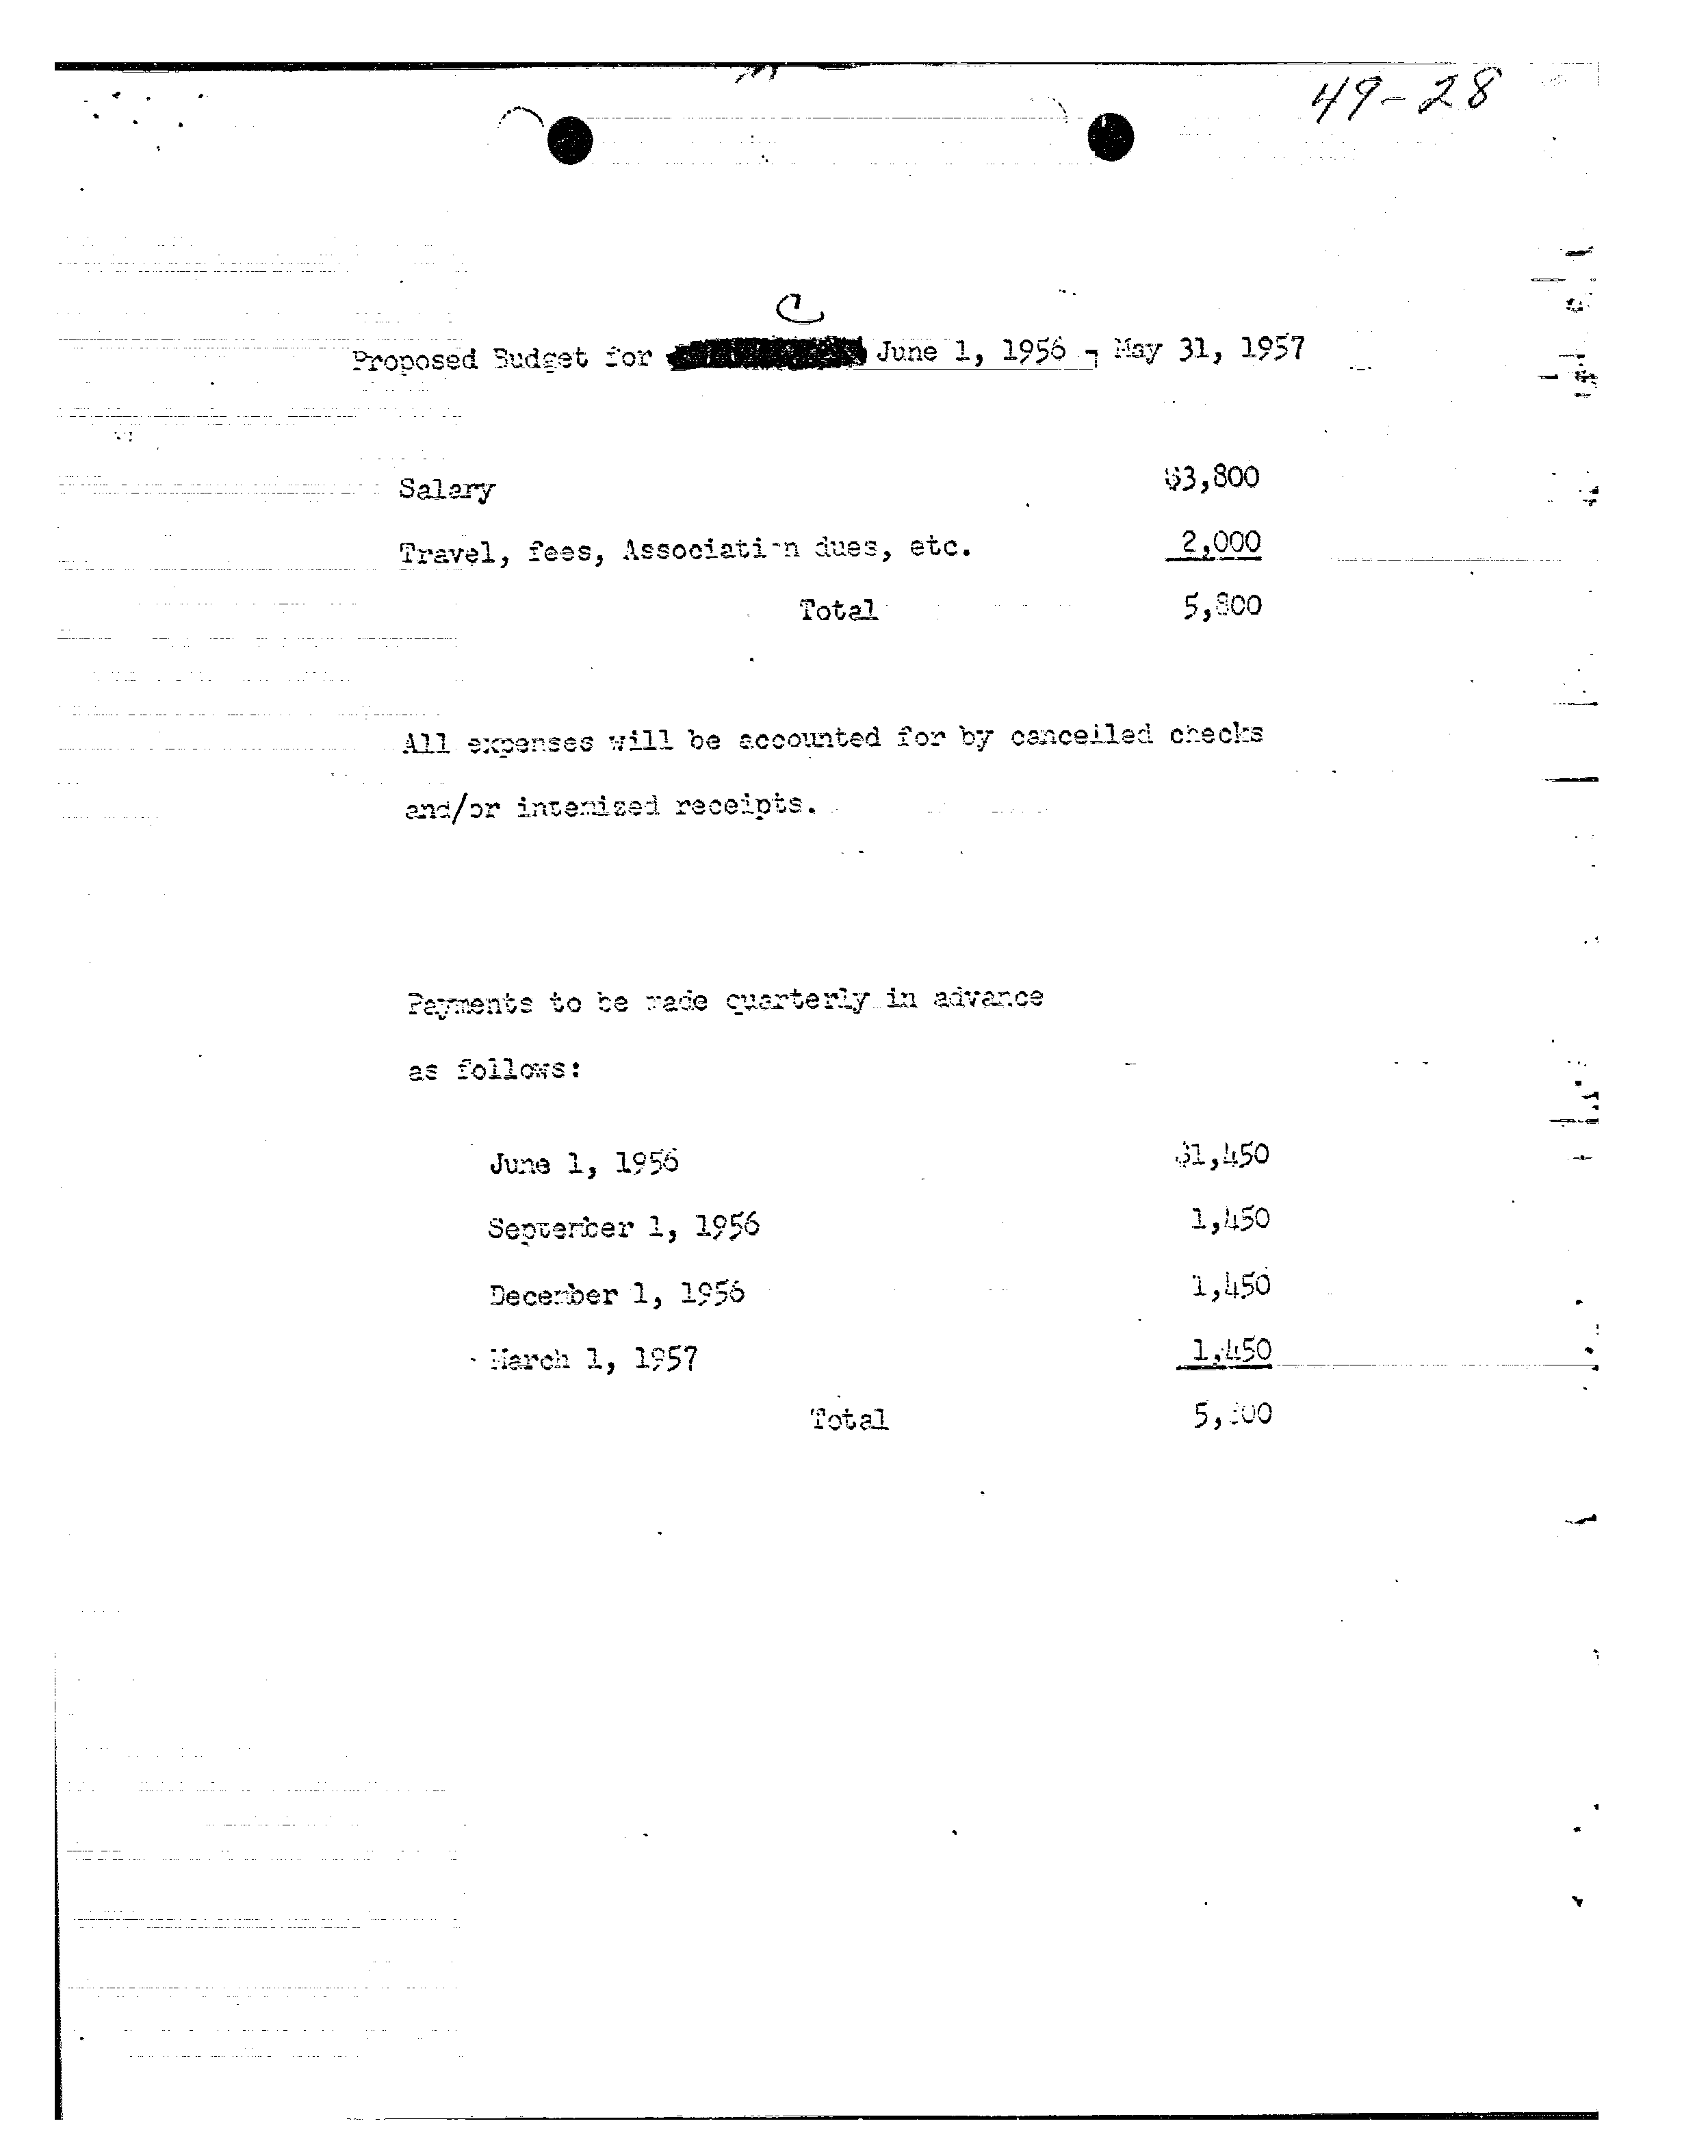 49-28
C
Proposed Budget for June 1, 1956 - May 31, 1957
Salary $3,800
Travel, fees, Association dues, etc. 2,000
Total 5,800
All expenses will be accounted for by cancelled checks
and/or intemized receipts.
Payments to be made quarterly in advance
as follows:
June 1, 1956 $1,450
September 1, 1956 1,450
December 1, 1956 1,450
March 1, 1957 1,450
Total 5,800